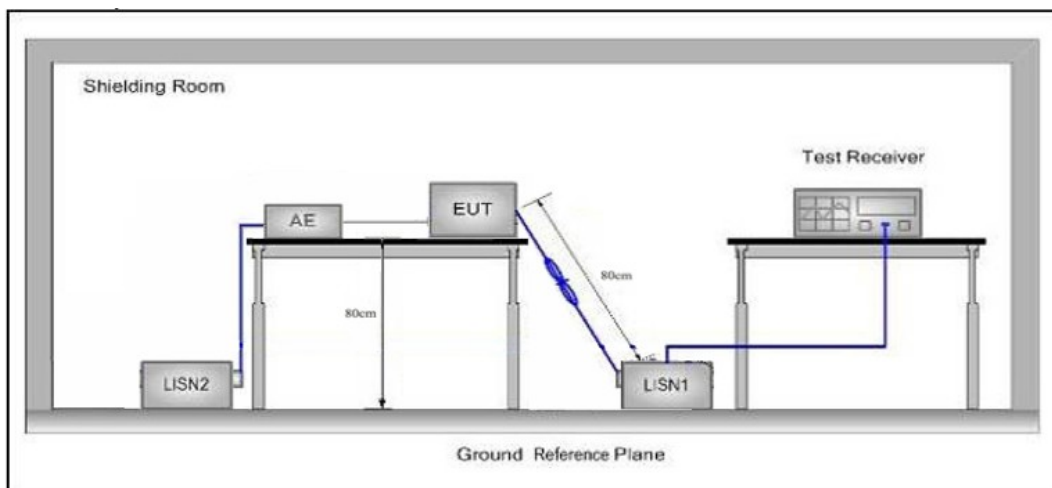 Shielding Room
Test Receiver
AE
EUT
80cm
80cm
LISN2
LISN1
Ground Reference Plane